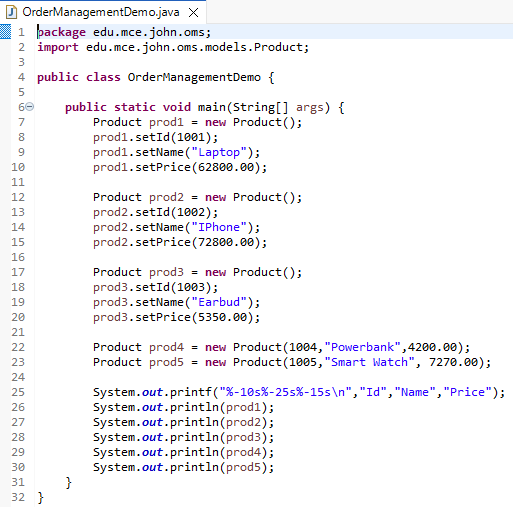 OrderManagementDemo.java
1 package edu.mce.john.oms;
2 import edu.mce.john.oms.models.Product;
3
4 public class OrderManagementDemo {
5
6     public static void main(String[] args) {
7         Product prod1 = new Product();
8         prod1.setId(1001);
9         prod1.setName("Laptop");
10         prod1.setPrice(62800.00);
11
12         Product prod2 = new Product();
13         prod2.setId(1002);
14         prod2.setName("IPhone");
15         prod2.setPrice(72800.00);
16
17         Product prod3 = new Product();
18         prod3.setId(1003);
19         prod3.setName("Earbud");
20         prod3.setPrice(5350.00);
21
22         Product prod4 = new Product(1004,"Powerbank",4200.00);
23         Product prod5 = new Product(1005,"Smart Watch", 7270.00);
24
25         System.out.printf("%-10s%-25s%-15s\n","Id","Name","Price");
26         System.out.println(prod1);
27         System.out.println(prod2);
28         System.out.println(prod3);
29         System.out.println(prod4);
30         System.out.println(prod5);
31     }
32 }